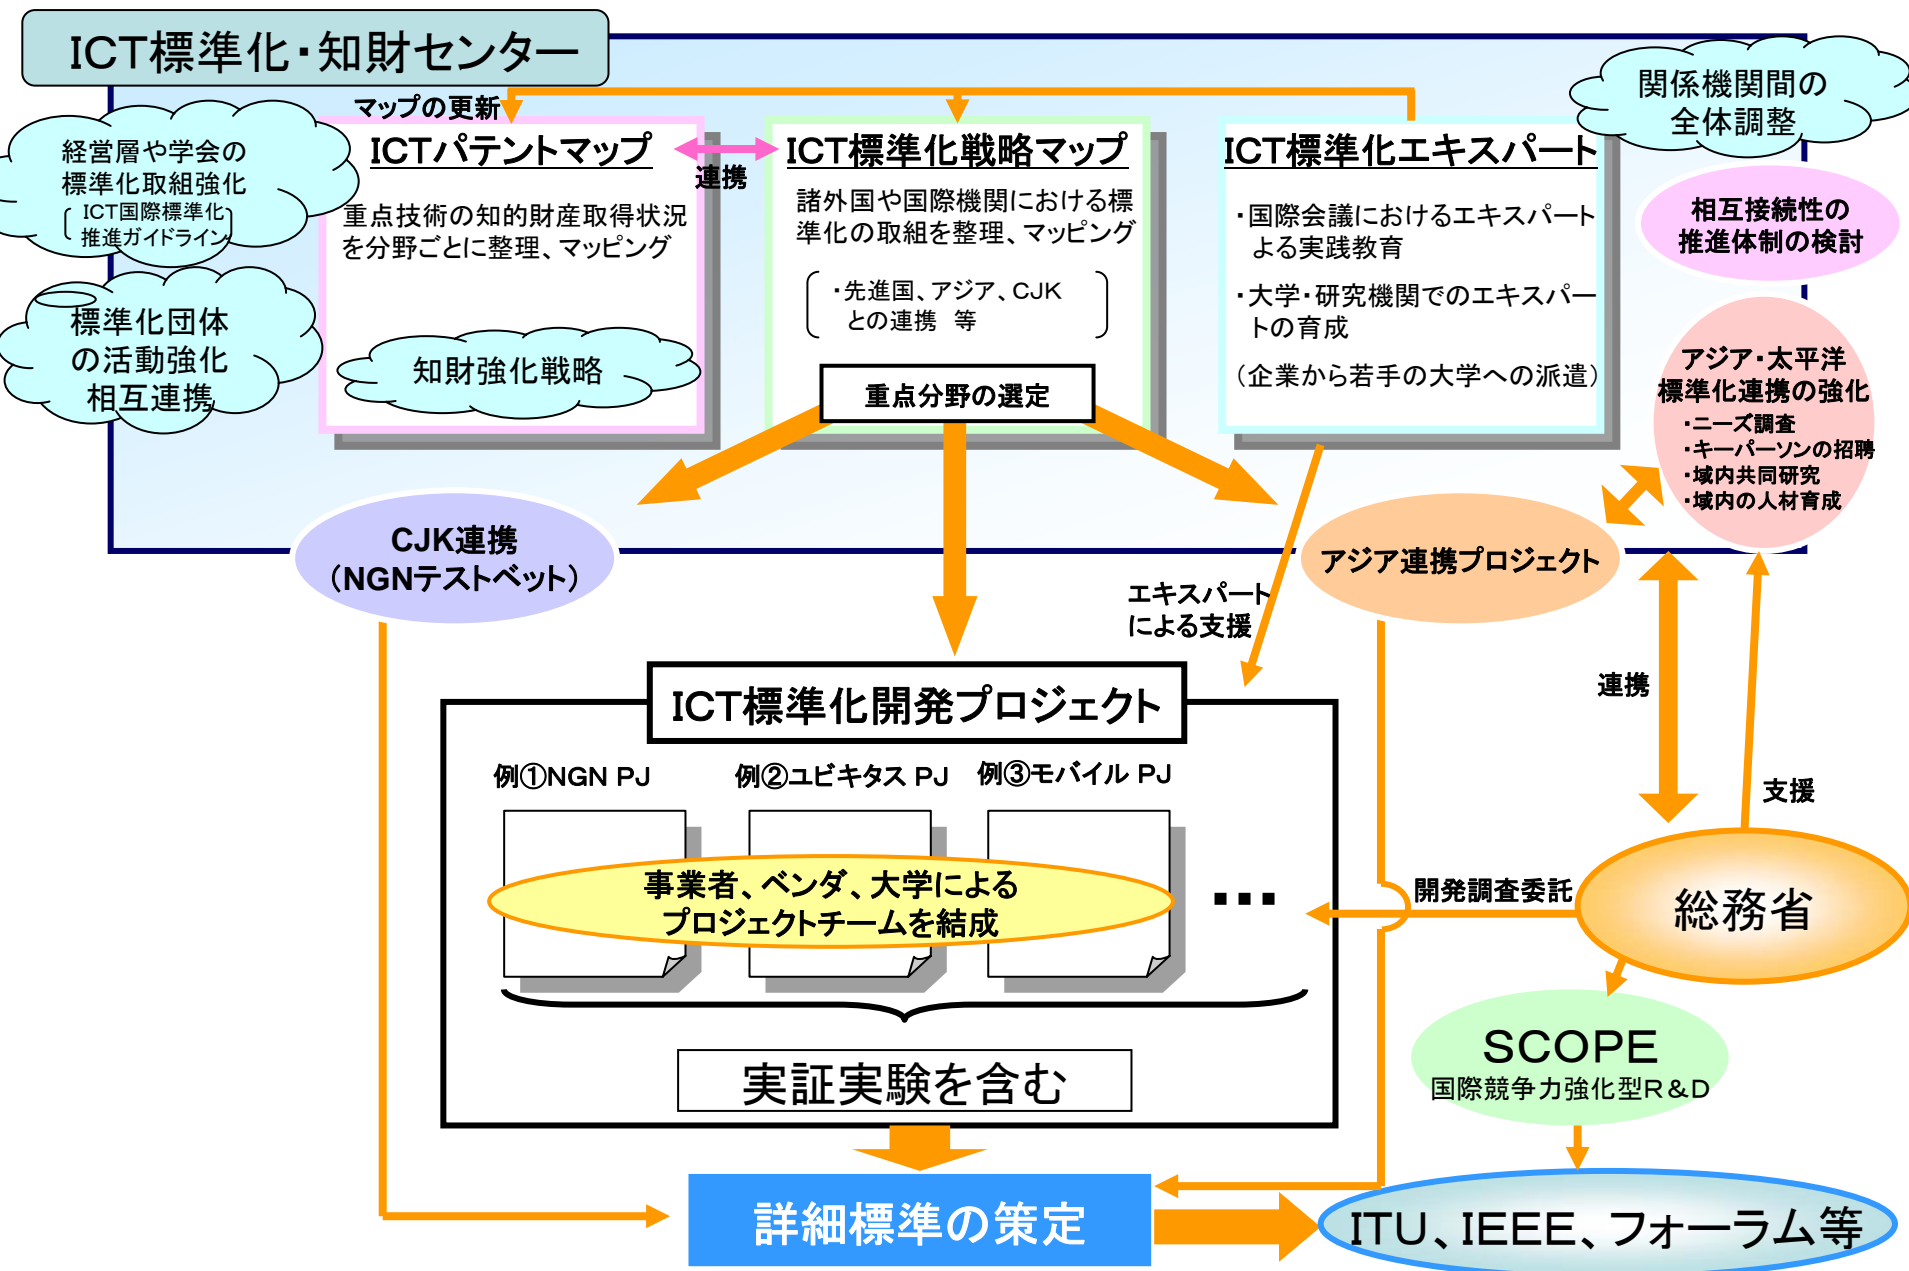 ICT標準化・知財センター
関係機関間の
全体調整
マップの更新
経営層や学会の
標準化取組強化
ICT国際標準化
推進ガイドライン
標準化団体
の活動強化
相互連携
ICTパテントマップ
重点技術の知的財産取得状況
を分野ごとに整理、マッピング
知財強化戦略
連携
ICT標準化戦略マップ
諸外国や国際機関における標
準化の取組を整理、マッピング
・先進国、アジア、CJK
との連携 等
重点分野の選定
ICT標準化エキスパート
・国際会議におけるエキスパート
よる実践教育
・大学・研究機関でのエキスパー
トの育成
（企業から若手の大学への派遣）
相互接続性の
推進体制の検討
アジア・太平洋
標準化連携の強化
・ニーズ調査
・キーパーソンの招聘
・域内共同研究
・域内の人材育成
CJK連携
（NGNテストベット）
アジア連携プロジェクト
エキスパート
による支援
連携
支援
ICT標準化開発プロジェクト
例①NGN PJ
例②ユビキタス PJ
例③モバイル PJ
事業者、ベンダ、大学による
プロジェクトチームを結成
…
開発調査委託
総務省
実証実験を含む
SCOPE
国際競争力強化型R&D
詳細標準の策定
ITU、IEEE、フォーラム等